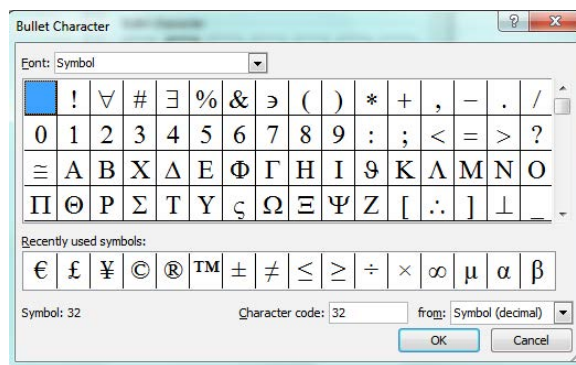 Bullet Character
Font: Symbol
! ∀ # ∃ % & ϶ ( ) ∗ + , − . /
0 1 2 3 4 5 6 7 8 9 : ; < = > ?
≅ Α Β Χ Δ Ε Φ Γ Η Ι ϑ Κ Λ Μ Ν Ο
Π Θ Ρ Σ Τ Υ ς Ω Ξ Ψ Ζ [ ∴ ] ⊥ _
Recently used symbols:
€ £ ¥ © ® ™ ± ≠ ≤ ≥ ÷ × ∞ µ α β
Symbol: 32
Character code: 32
from: Symbol (decimal)
OK
Cancel